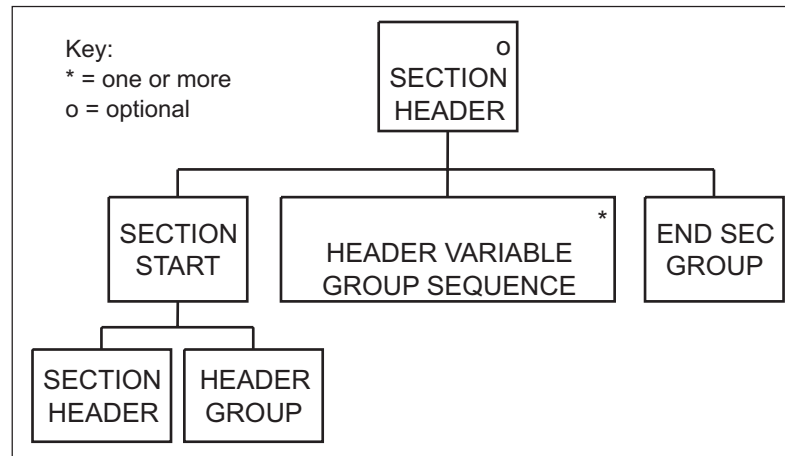 Key:
* = one or more
o = optional
o
SECTION
HEADER
SECTION
START
*
HEADER VARIABLE
GROUP SEQUENCE
END SEC
GROUP
SECTION
HEADER
HEADER
GROUP